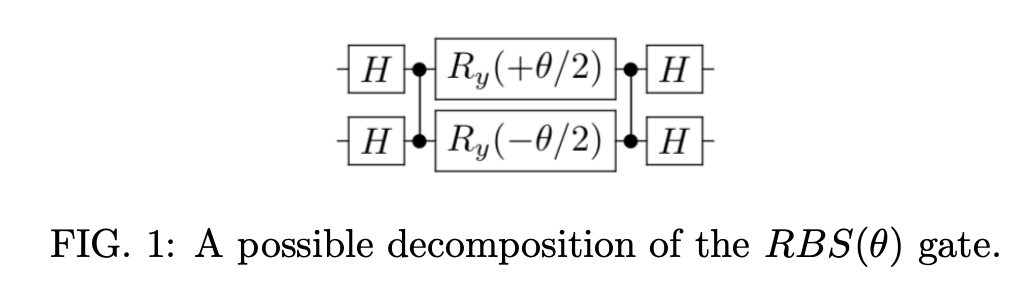 H R_y(+θ/2) H
H R_y(−θ/2) H
FIG. 1: A possible decomposition of the RBS(θ) gate.